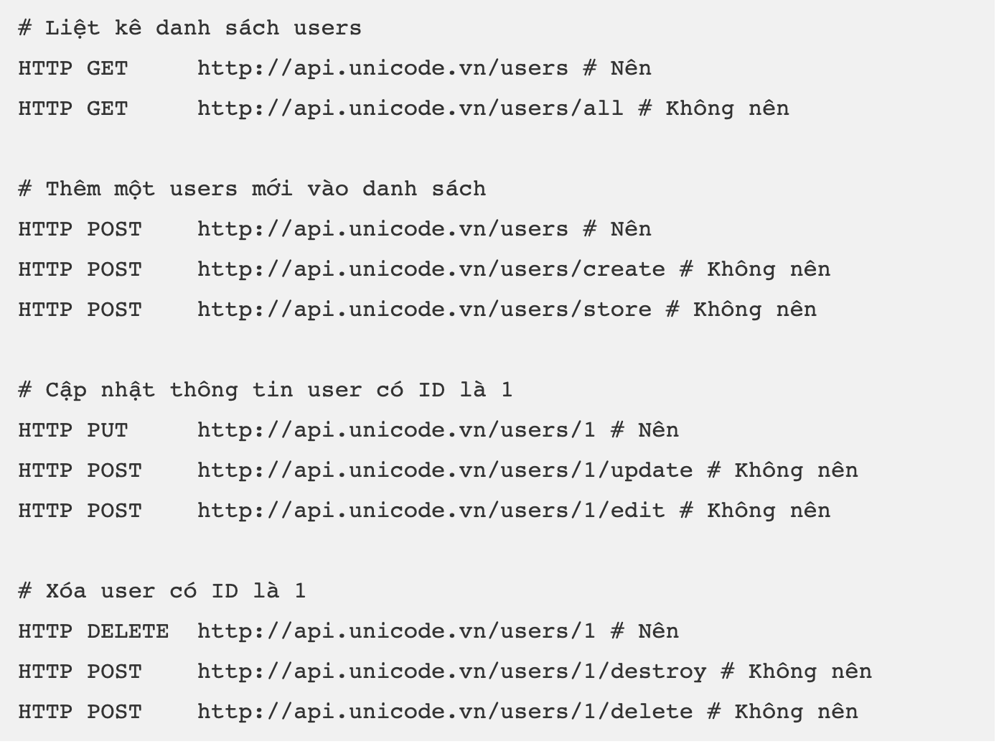 # Liệt kê danh sách users
HTTP GET     http://api.unicode.vn/users # Nên
HTTP GET     http://api.unicode.vn/users/all # Không nên

# Thêm một users mới vào danh sách
HTTP POST    http://api.unicode.vn/users # Nên
HTTP POST    http://api.unicode.vn/users/create # Không nên
HTTP POST    http://api.unicode.vn/users/store # Không nên

# Cập nhật thông tin user có ID là 1
HTTP PUT     http://api.unicode.vn/users/1 # Nên
HTTP POST    http://api.unicode.vn/users/1/update # Không nên
HTTP POST    http://api.unicode.vn/users/1/edit # Không nên

# Xóa user có ID là 1
HTTP DELETE  http://api.unicode.vn/users/1 # Nên
HTTP POST    http://api.unicode.vn/users/1/destroy # Không nên
HTTP POST    http://api.unicode.vn/users/1/delete # Không nên